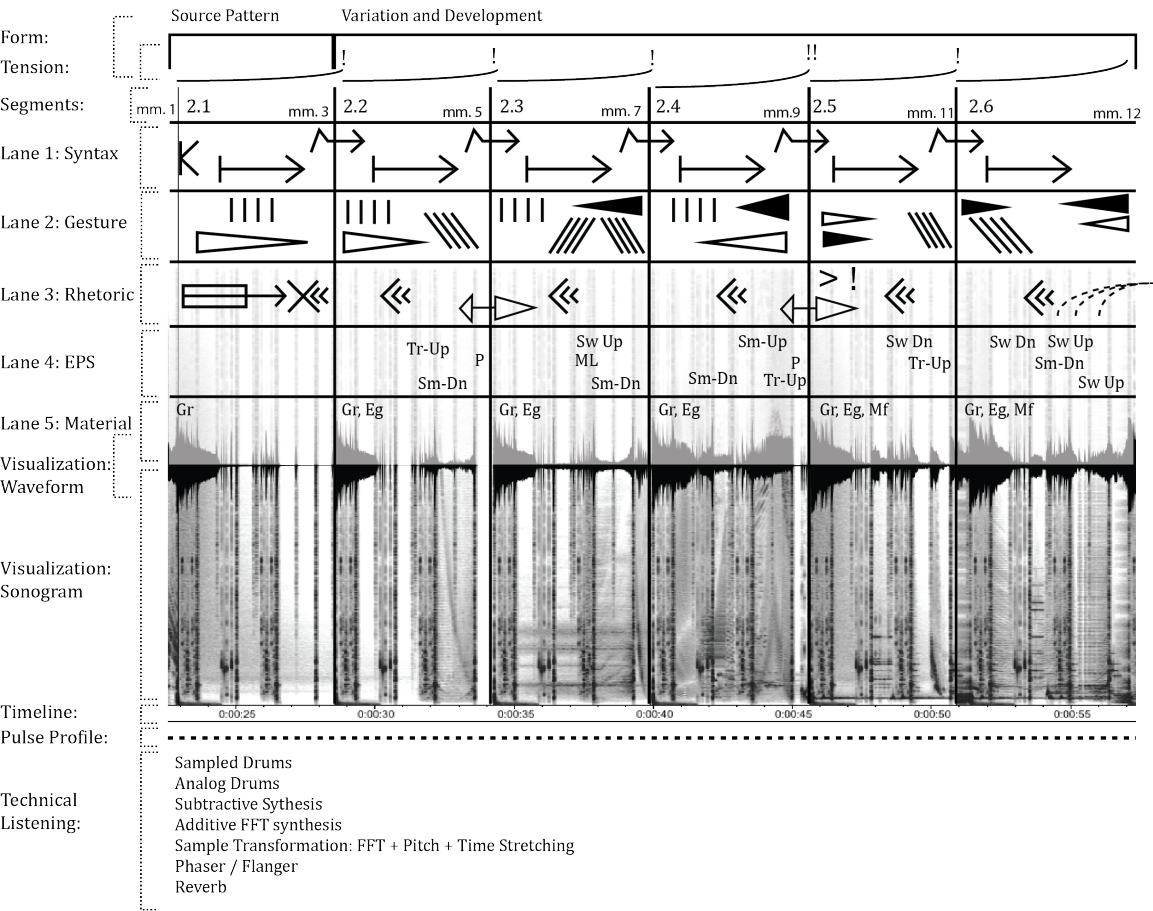 Source Pattern Variation and Development
Form:
! ! ! !! !
Tension:
Segments: mm. 1 2.1 mm. 3 2.2 mm. 5 2.3 mm. 7 2.4 mm.9 2.5 mm. 11 2.6 mm. 12
Lane 1: Syntax
Lane 2: Gesture
> !
Lane 3: Rhetoric
Sw Up Sm-Up Sw Dn Sw Dn Sw Up
Tr-Up
Lane 4: EPS P ML P Tr-Up Sm-Dn
Sm-Dn Sm-Dn Sm-Dn Tr-Up Sw Up
Gr Gr, Eg Gr, Eg Gr, Eg Gr, Eg, Mf Gr, Eg, Mf
Lane 5: Material
Visualization:
Waveform
Visualization:
Sonogram
Timeline: 0:00:25 0:00:30 0:00:35 0:00:40 0:00:45 0:00:50 0:00:55
Pulse Profile:
Technical
Listening:
Sampled Drums
Analog Drums
Subtractive Sythesis
Additive FFT synthesis
Sample Transformation: FFT + Pitch + Time Stretching
Phaser / Flanger
Reverb